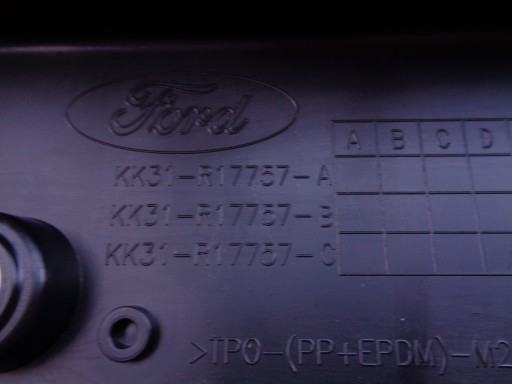 Ford
A B C D
KK31-R17757-A
KK31-R17757-B
KK31-R17757-C
>TPO-(PP+EPDM)-M2